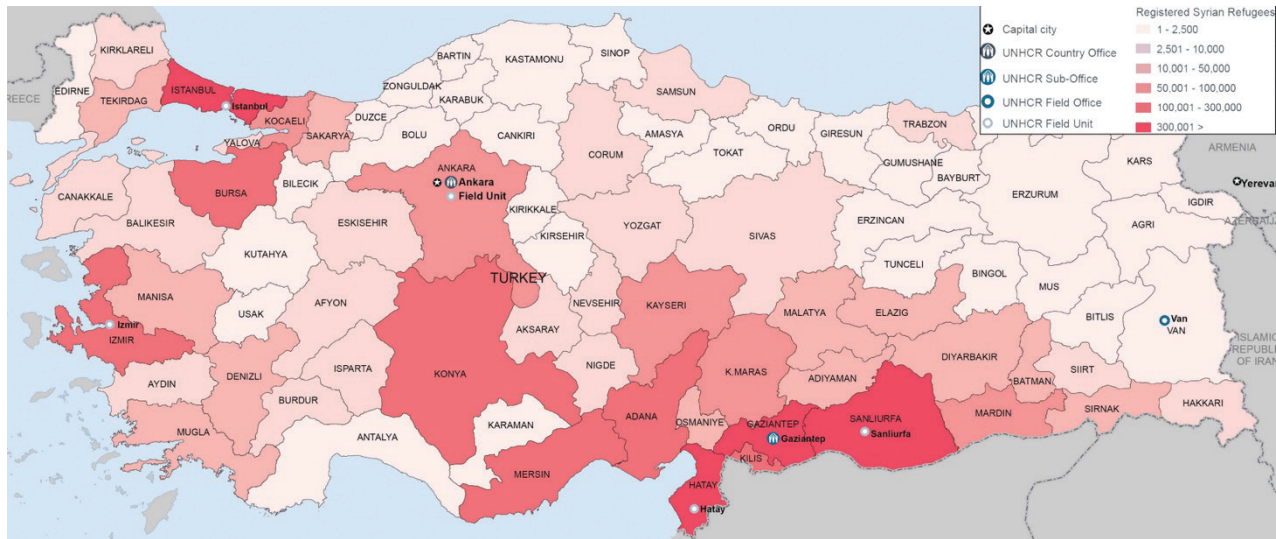 Capital city
UNHCR Country Office
UNHCR Sub-Office
UNHCR Field Office
UNHCR Field Unit
Registered Syrian Refugees
1 - 2,500
2,501 - 10,000
10,001 - 50,000
50,001 - 100,000
100,001 - 300,000
300,001 >
KIRKLARELI
EDIRNE
GREECE
TEKIRDAG
ISTANBUL
Istanbul
KOCAELI
YALOVA
SAKARYA
DUZCE
ZONGULDAK
BARTIN
KARABUK
KASTAMONU
SINOP
BOLU
CANKIRI
SAMSUN
CORUM
AMASYA
TOKAT
ORDU
GIRESUN
TRABZON
GUMUSHANE
BAYBURT
ERZURUM
KARS
ARMENIA
Yerevan
IGDIR
AZERBAIJ
AGRI
CANAKKALE
BALIKESIR
BURSA
BILECIK
ESKISEHIR
ANKARA
Ankara
Field Unit
KIRIKKALE
KIRSEHIR
YOZGAT
SIVAS
ERZINCAN
TUNCELI
BINGOL
MUS
BITLIS
Van
VAN
ISLAMIC
REPUBLIC
OF IRAN
KUTAHYA
MANISA
USAK
AFYON
TURKEY
AKSARAY
NEVSEHIR
KAYSERI
MALATYA
ELAZIG
DIYARBAKIR
BATMAN
SIIRT
Izmir
IZMIR
AYDIN
DENIZLI
ISPARTA
BURDUR
KONYA
NIGDE
K.MARAS
ADIYAMAN
SANLIURFA
Sanliurfa
MARDIN
SIRNAK
HAKKARI
MUGLA
ANTALYA
KARAMAN
MERSIN
ADANA
OSMANIYE
GAZIANTEP
Gaziantep
KILIS
HATAY
Hatay